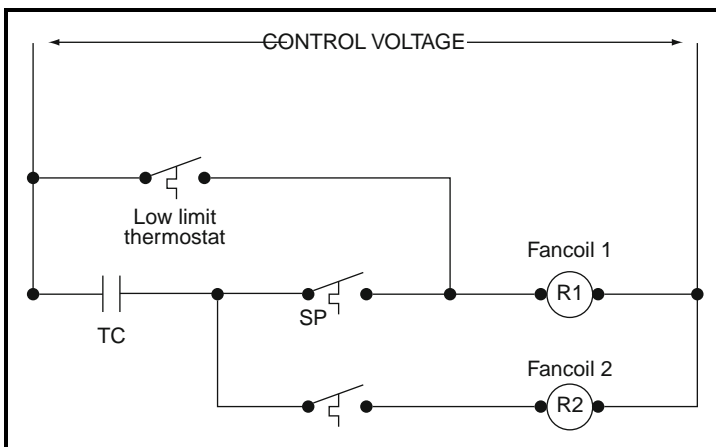 CONTROL VOLTAGE
Low limit
thermostat
Fancoil 1
R1
SP
TC
Fancoil 2
R2